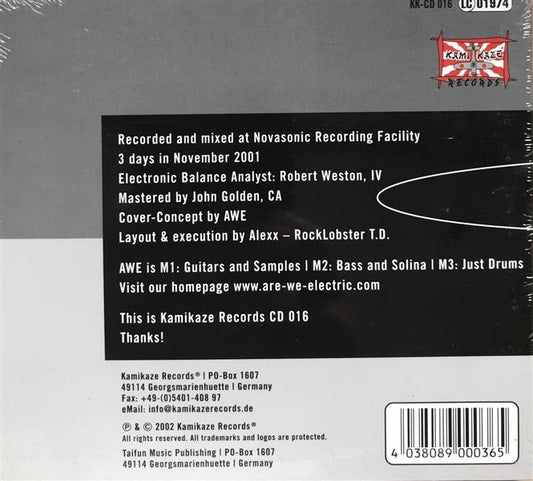 KK-CD 016 LC 01974
KAMIKAZE
RECORDS
Recorded and mixed at Novasonic Recording Facility
3 days in November 2001
Electronic Balance Analyst: Robert Weston, IV
Mastered by John Golden, CA
Cover-Concept by AWE
Layout & execution by Alexx – RockLobster T.D.
AWE is M1: Guitars and Samples | M2: Bass and Solina | M3: Just Drums
Visit our homepage www.are-we-electric.com
This is Kamikaze Records CD 016
Thanks!
Kamikaze Records® | PO-Box 1607
49114 Georgsmarienhuette | Germany
Fax: +49-(0)5401-408 97
eMail: info@kamikazerecords.de
℗ & © 2002 Kamikaze Records®
All rights reserved. All trademarks and logos are protected.
Taifun Music Publishing | PO-Box 1607
49114 Georgsmarienhuette | Germany
4 038089 000365